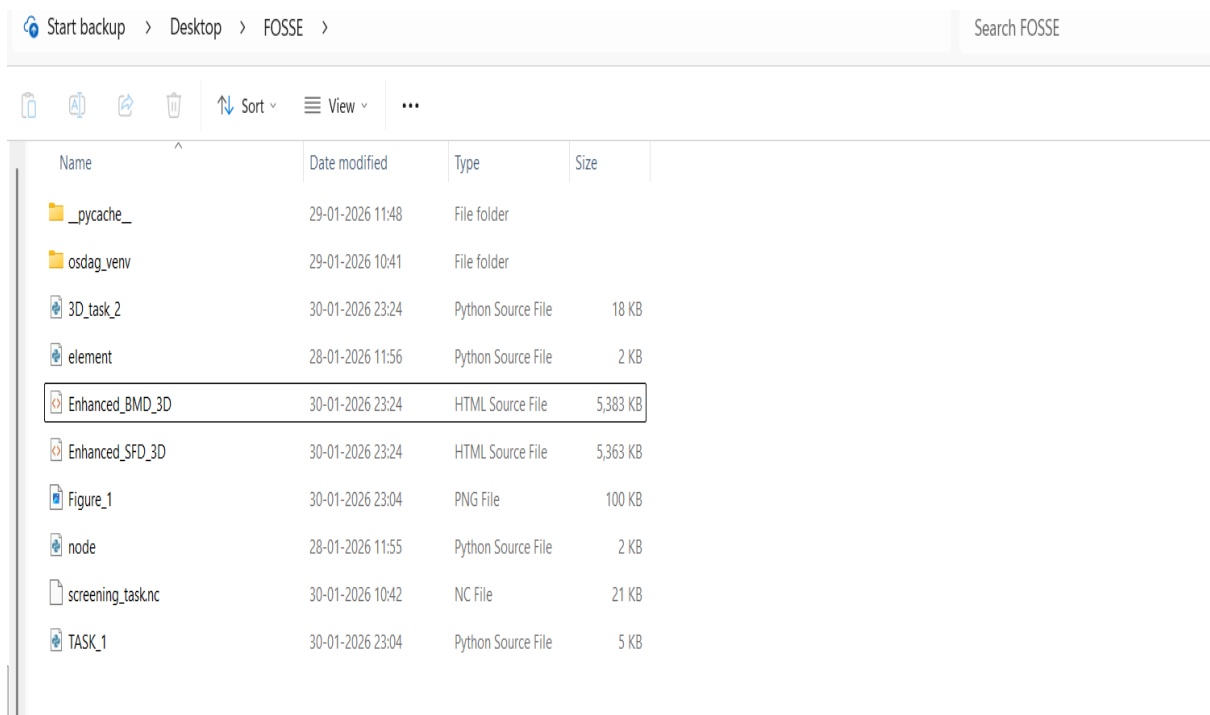 Start backup > Desktop > FOSSE >
Search FOSSE
Sort View
Name Date modified Type Size
__pycache__ 29-01-2026 11:48 File folder
osdag_venv 29-01-2026 10:41 File folder
3D_task_2 30-01-2026 23:24 Python Source File 18 KB
element 28-01-2026 11:56 Python Source File 2 KB
Enhanced_BMD_3D 30-01-2026 23:24 HTML Source File 5,383 KB
Enhanced_SFD_3D 30-01-2026 23:24 HTML Source File 5,363 KB
Figure_1 30-01-2026 23:04 PNG File 100 KB
node 28-01-2026 11:55 Python Source File 2 KB
screening_task.nc 30-01-2026 10:42 NC File 21 KB
TASK_1 30-01-2026 23:04 Python Source File 5 KB